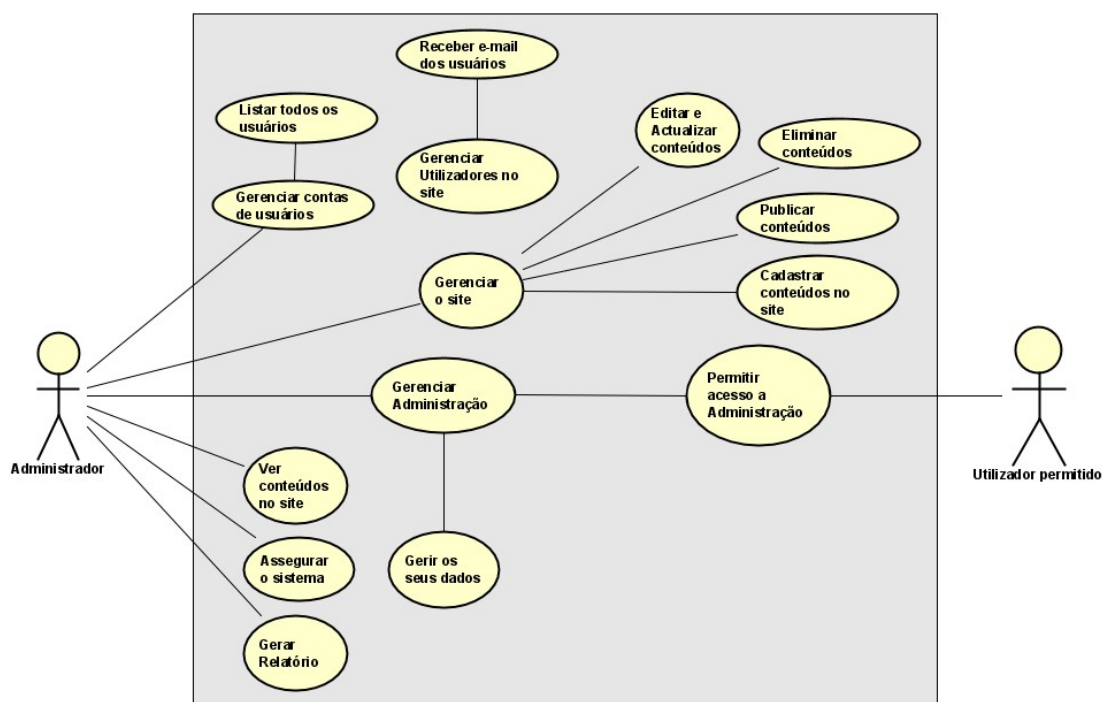 Receber e-mail
dos usuários
Listar todos os
usuários
Editar e
Actualizar
conteúdos
Eliminar
conteúdos
Gerenciar
Utilizadores no
site
Gerenciar contas
de usuários
Publicar
conteúdos
Gerenciar
o site
Cadastrar
conteúdos no
site
Gerenciar
Administração
Permitir
acesso a
Administração
Administrador
Utilizador permitido
Ver
conteúdos
no site
Assegurar
o sistema
Gerir os
seus dados
Gerar
Relatório